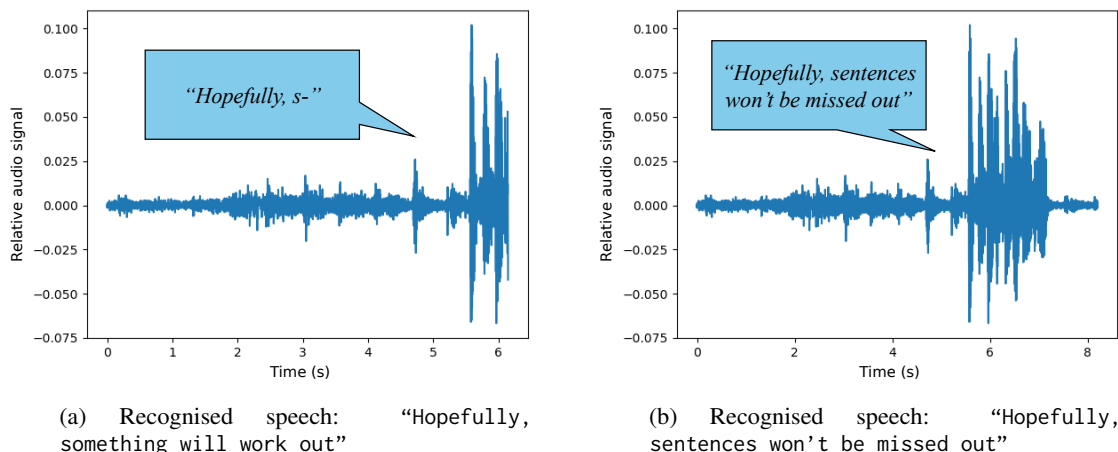 0.100
0.075
0.050
0.025
0.000
−0.025
−0.050
−0.075
Relative audio signal
“Hopefully, s-”
0 1 2 3 4 5 6
Time (s)
(a) Recognised speech: “Hopefully,
something will work out”
0.100
0.075
0.050
0.025
0.000
−0.025
−0.050
−0.075
Relative audio signal
“Hopefully, sentences
won’t be missed out”
0 2 4 6 8
Time (s)
(b) Recognised speech: “Hopefully,
sentences won't be missed out”